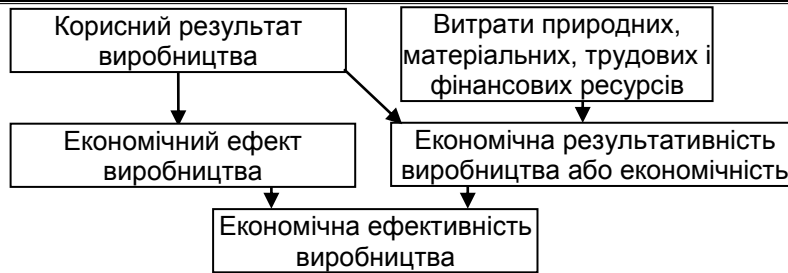 Корисний результат
виробництва
Витрати природних,
матеріальних, трудових і
фінансових ресурсів
Економічний ефект
виробництва
Економічна результативність
виробництва або економічність
Економічна ефективність
виробництва